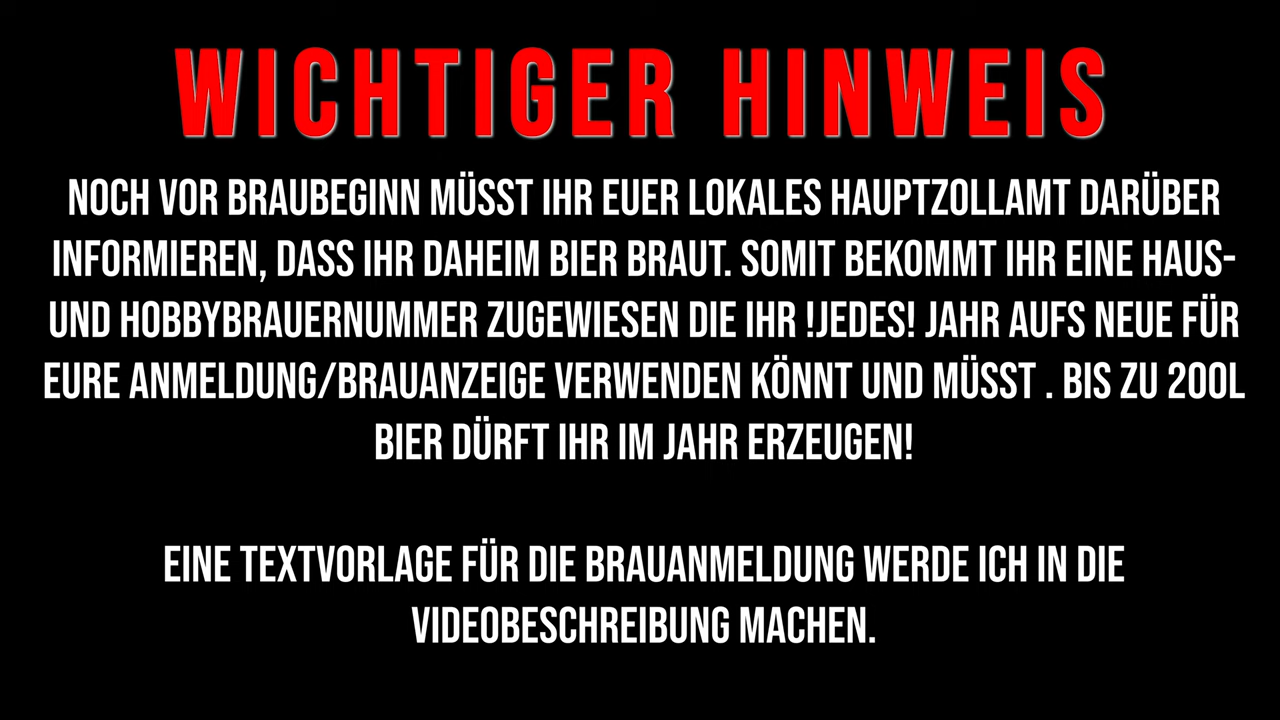 WICHTIGER HINWEIS
NOCH VOR BRAUBEGINN MÜSST IHR EUER LOKALES HAUPTZOLLAMT DARÜBER
INFORMIEREN, DASS IHR DAHEIM BIER BRAUT. SOMIT BEKOMMT IHR EINE HAUS-
UND HOBBYBRAUERNUMMER ZUGEWIESEN DIE IHR !JEDES! JAHR AUFS NEUE FÜR
EURE ANMELDUNG/BRAUANZEIGE VERWENDEN KÖNNT UND MÜSST . BIS ZU 200L
BIER DÜRFT IHR IM JAHR ERZEUGEN!
EINE TEXTVORLAGE FÜR DIE BRAUANMELDUNG WERDE ICH IN DIE
VIDEOBESCHREIBUNG MACHEN.